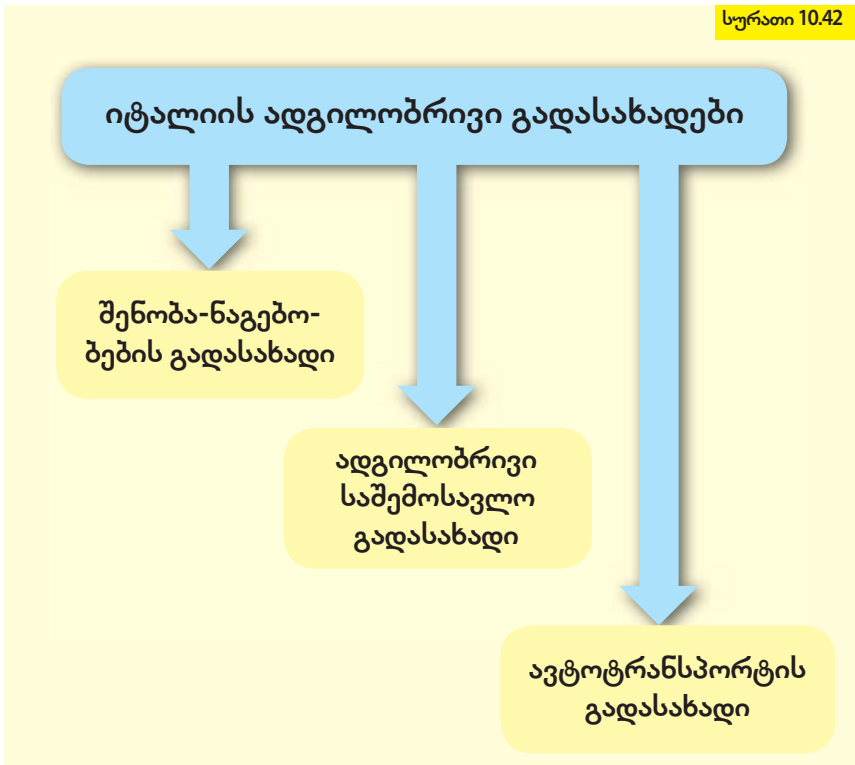 სურათი 10.42
იტალიის ადგილობრივი გადასახადები
შენობა-ნაგებო-
ბების გადასახადი
ადგილობრივი
საშემოსავლო
გადასახადი
ავტოტრანსპორტის
გადასახადი